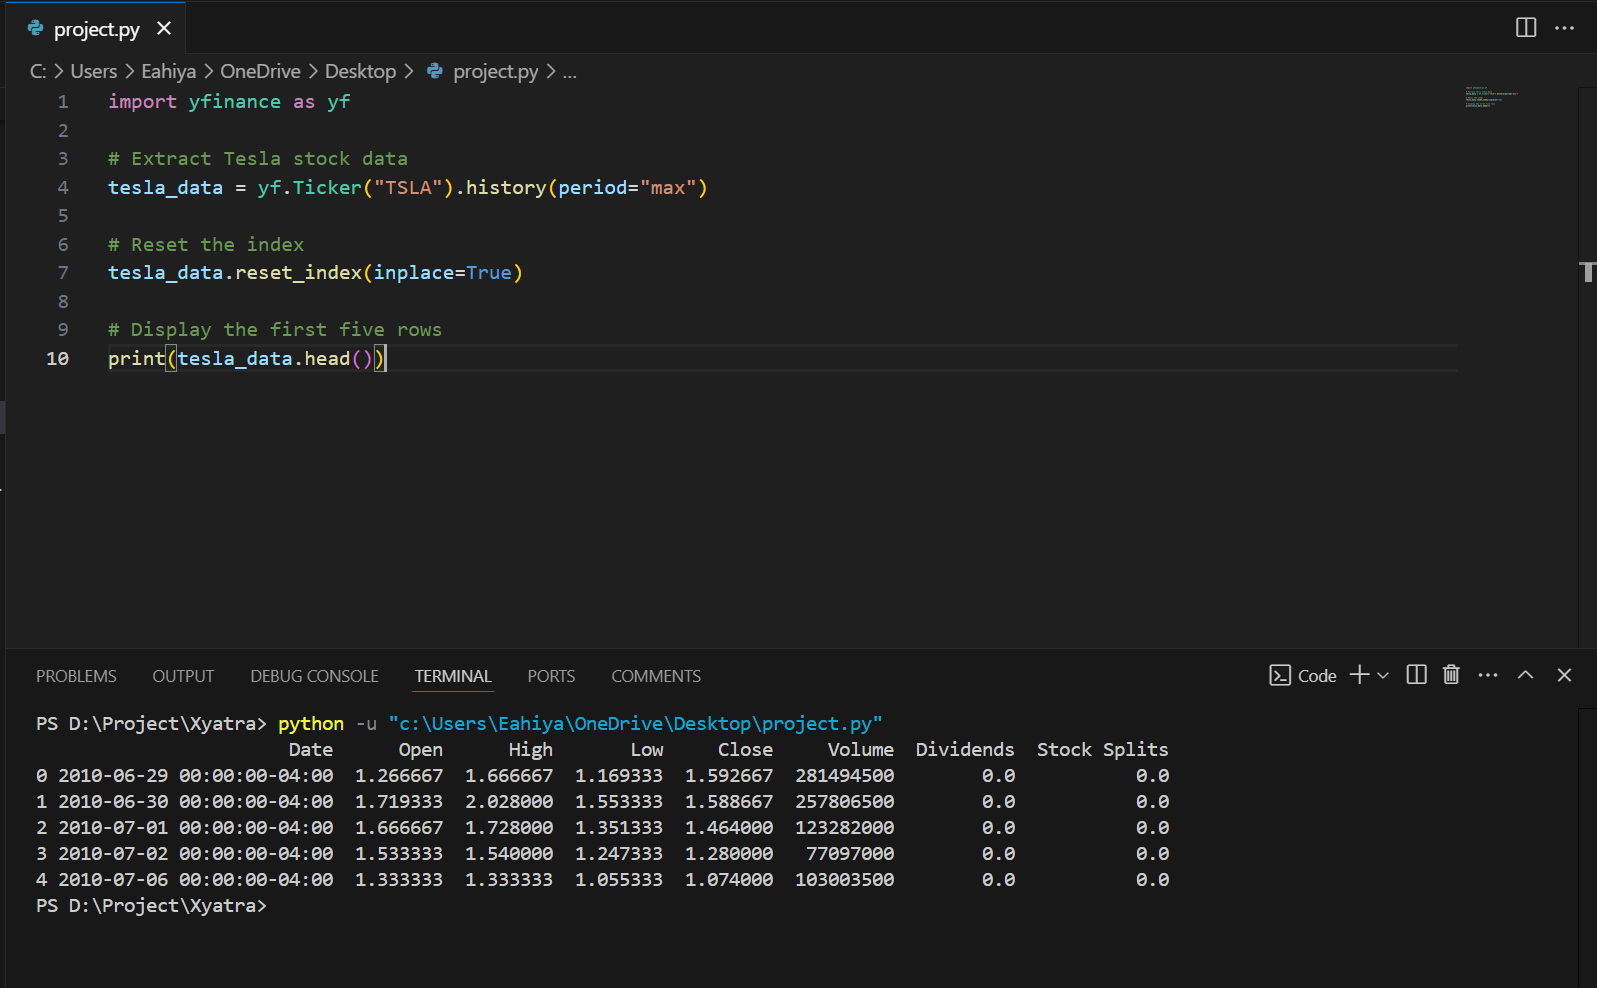 project.py
C: > Users > Eahiya > OneDrive > Desktop > project.py > ...
1 import yfinance as yf
2
3 # Extract Tesla stock data
4 tesla_data = yf.Ticker("TSLA").history(period="max")
5
6 # Reset the index
7 tesla_data.reset_index(inplace=True)
8
9 # Display the first five rows
10 print(tesla_data.head())
PROBLEMS OUTPUT DEBUG CONSOLE TERMINAL PORTS COMMENTS Code
PS D:\Project\Xyatra> python -u "c:\Users\Eahiya\OneDrive\Desktop\project.py"
Date Open High Low Close Volume Dividends Stock Splits
0 2010-06-29 00:00:00-04:00 1.266667 1.666667 1.169333 1.592667 281494500 0.0 0.0
1 2010-06-30 00:00:00-04:00 1.719333 2.028000 1.553333 1.588667 257806500 0.0 0.0
2 2010-07-01 00:00:00-04:00 1.666667 1.728000 1.351333 1.464000 123282000 0.0 0.0
3 2010-07-02 00:00:00-04:00 1.533333 1.540000 1.247333 1.280000 77097000 0.0 0.0
4 2010-07-06 00:00:00-04:00 1.333333 1.333333 1.055333 1.074000 103003500 0.0 0.0
PS D:\Project\Xyatra>